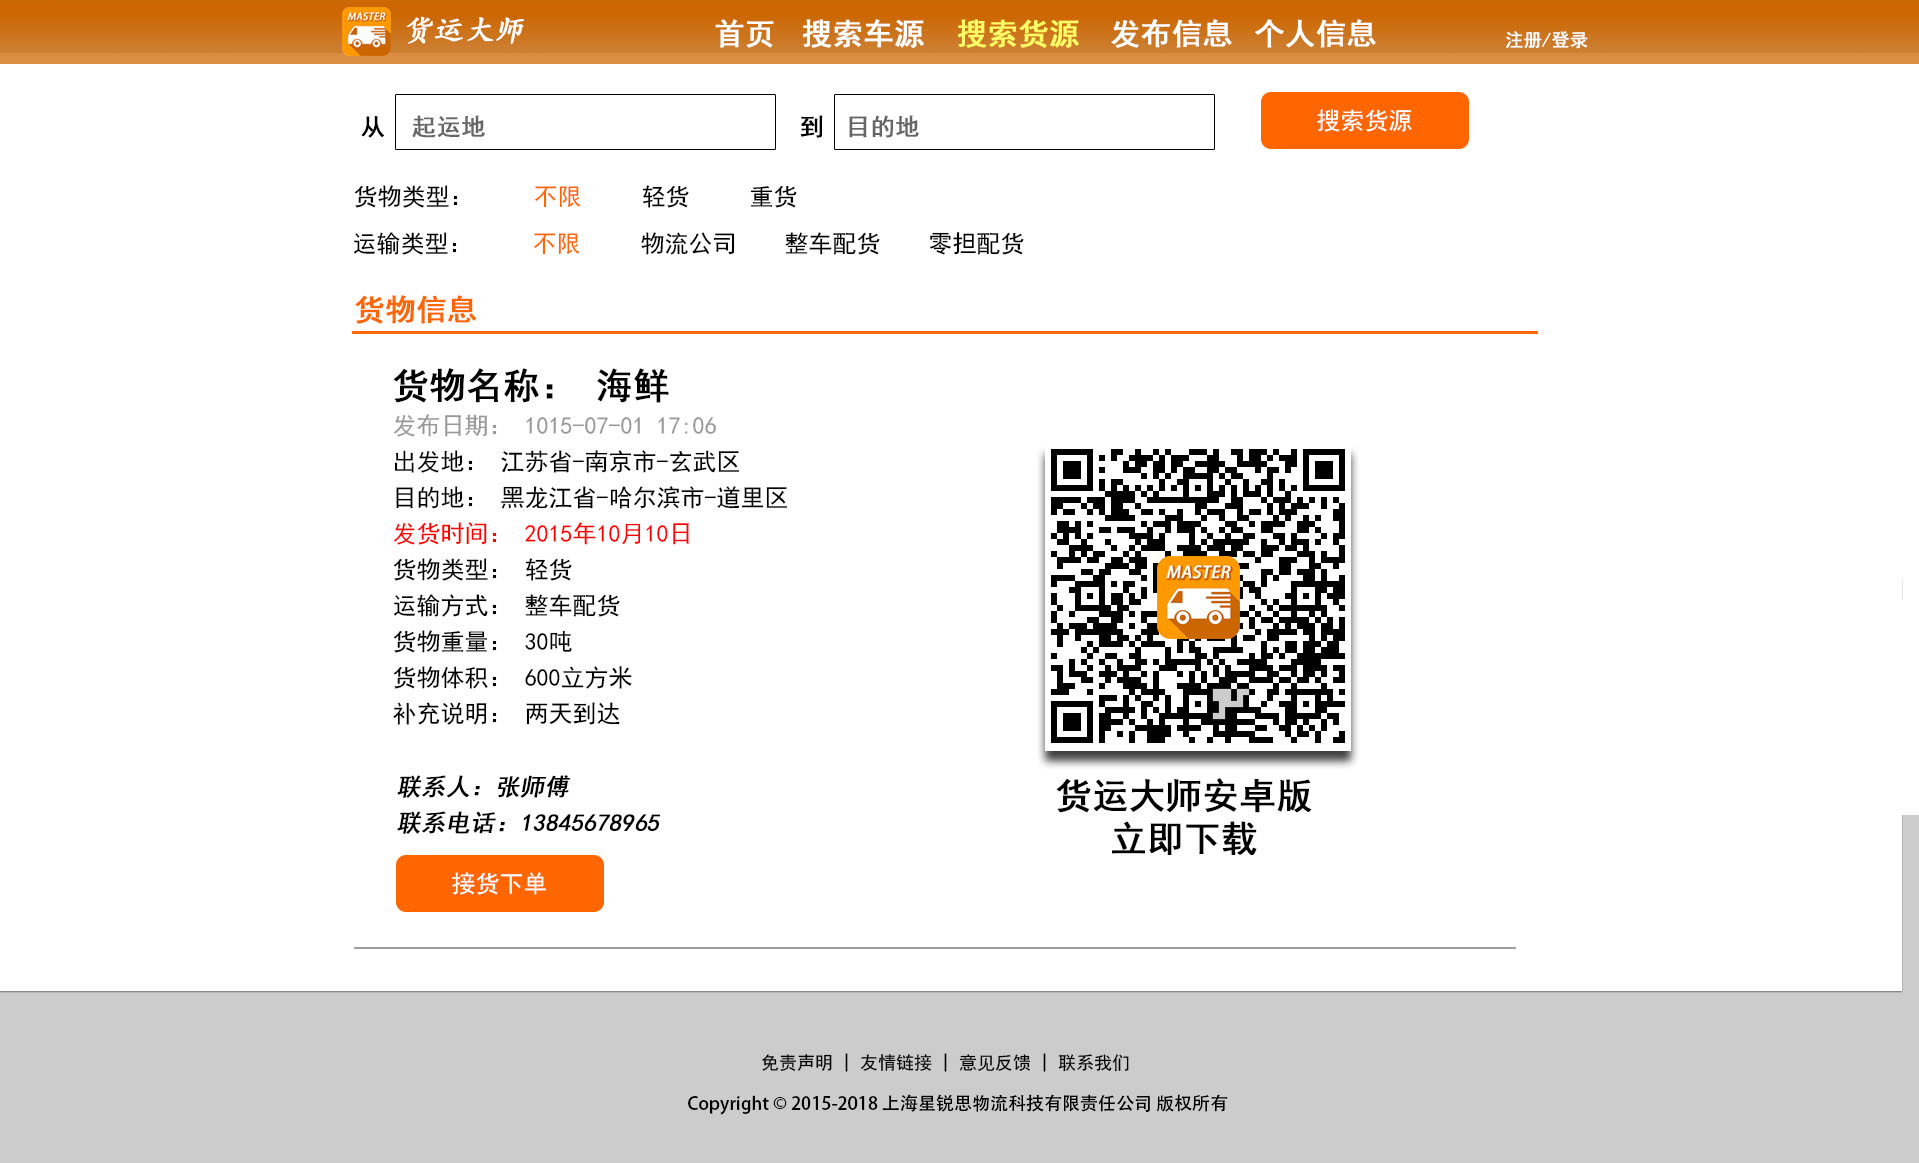 MASTER 货运大师 首页 搜索车源 搜索货源 发布信息 个人信息 注册/登录
从 起运地 到 目的地 搜索货源
货物类型： 不限 轻货 重货
运输类型： 不限 物流公司 整车配货 零担配货
货物信息
货物名称： 海鲜
发布日期： 1015-07-01 17:06
出发地： 江苏省-南京市-玄武区
目的地： 黑龙江省-哈尔滨市-道里区
发货时间： 2015年10月10日
货物类型： 轻货
运输方式： 整车配货
货物重量： 30吨
货物体积： 600立方米
补充说明： 两天到达
联系人：张师傅
联系电话：13845678965
接货下单
MASTER
货运大师安卓版
立即下载
免责声明 | 友情链接 | 意见反馈 | 联系我们
Copyright © 2015-2018 上海星锐思物流科技有限责任公司 版权所有